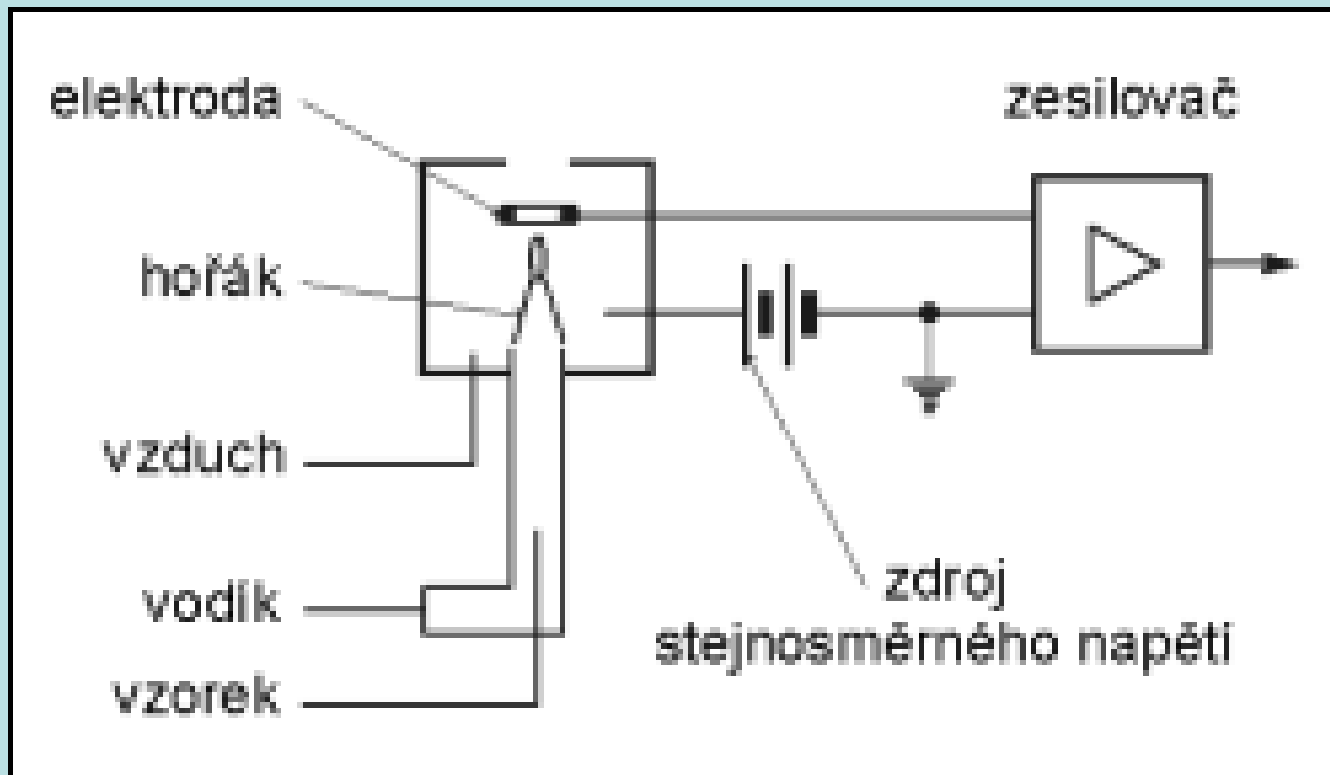 elektroda
zesilovač
hořák
vzduch
vodík
zdroj
stejnosměrného napětí
vzorek